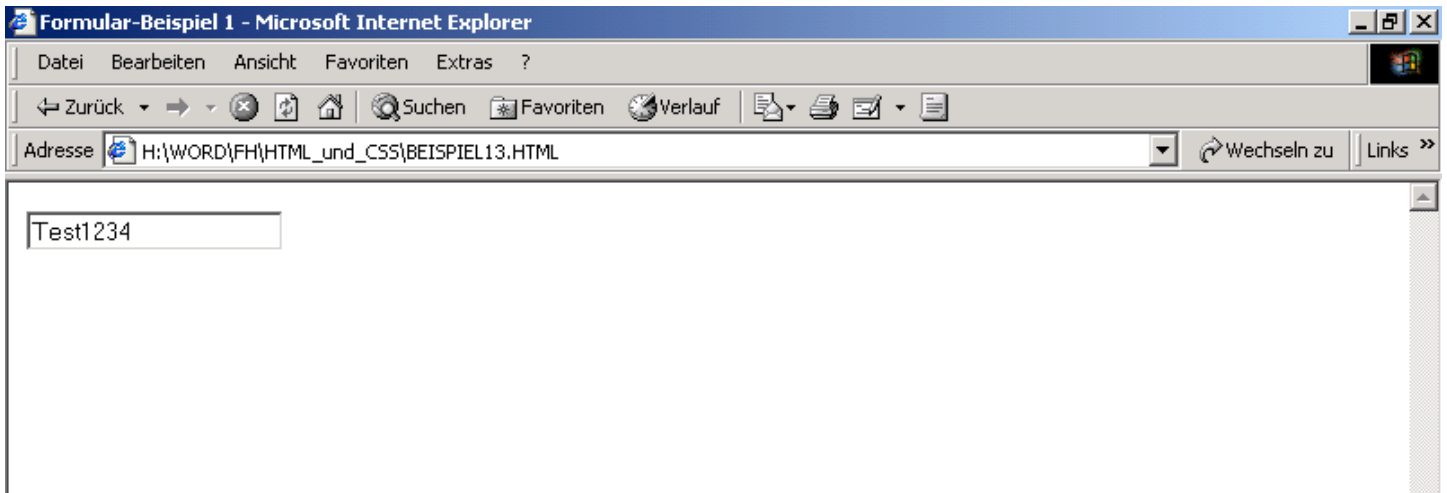 Formular-Beispiel 1 - Microsoft Internet Explorer
Datei Bearbeiten Ansicht Favoriten Extras ?
Zurück Suchen Favoriten Verlauf
Adresse H:\WORD\FH\HTML_und_CSS\BEISPIEL13.HTML Wechseln zu Links »
Test1234